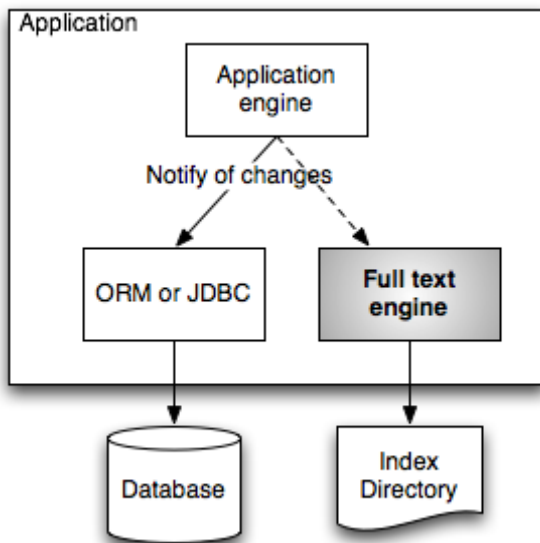 Application
Application
engine
Notify of changes
ORM or JDBC
Full text
engine
Database
Index
Directory